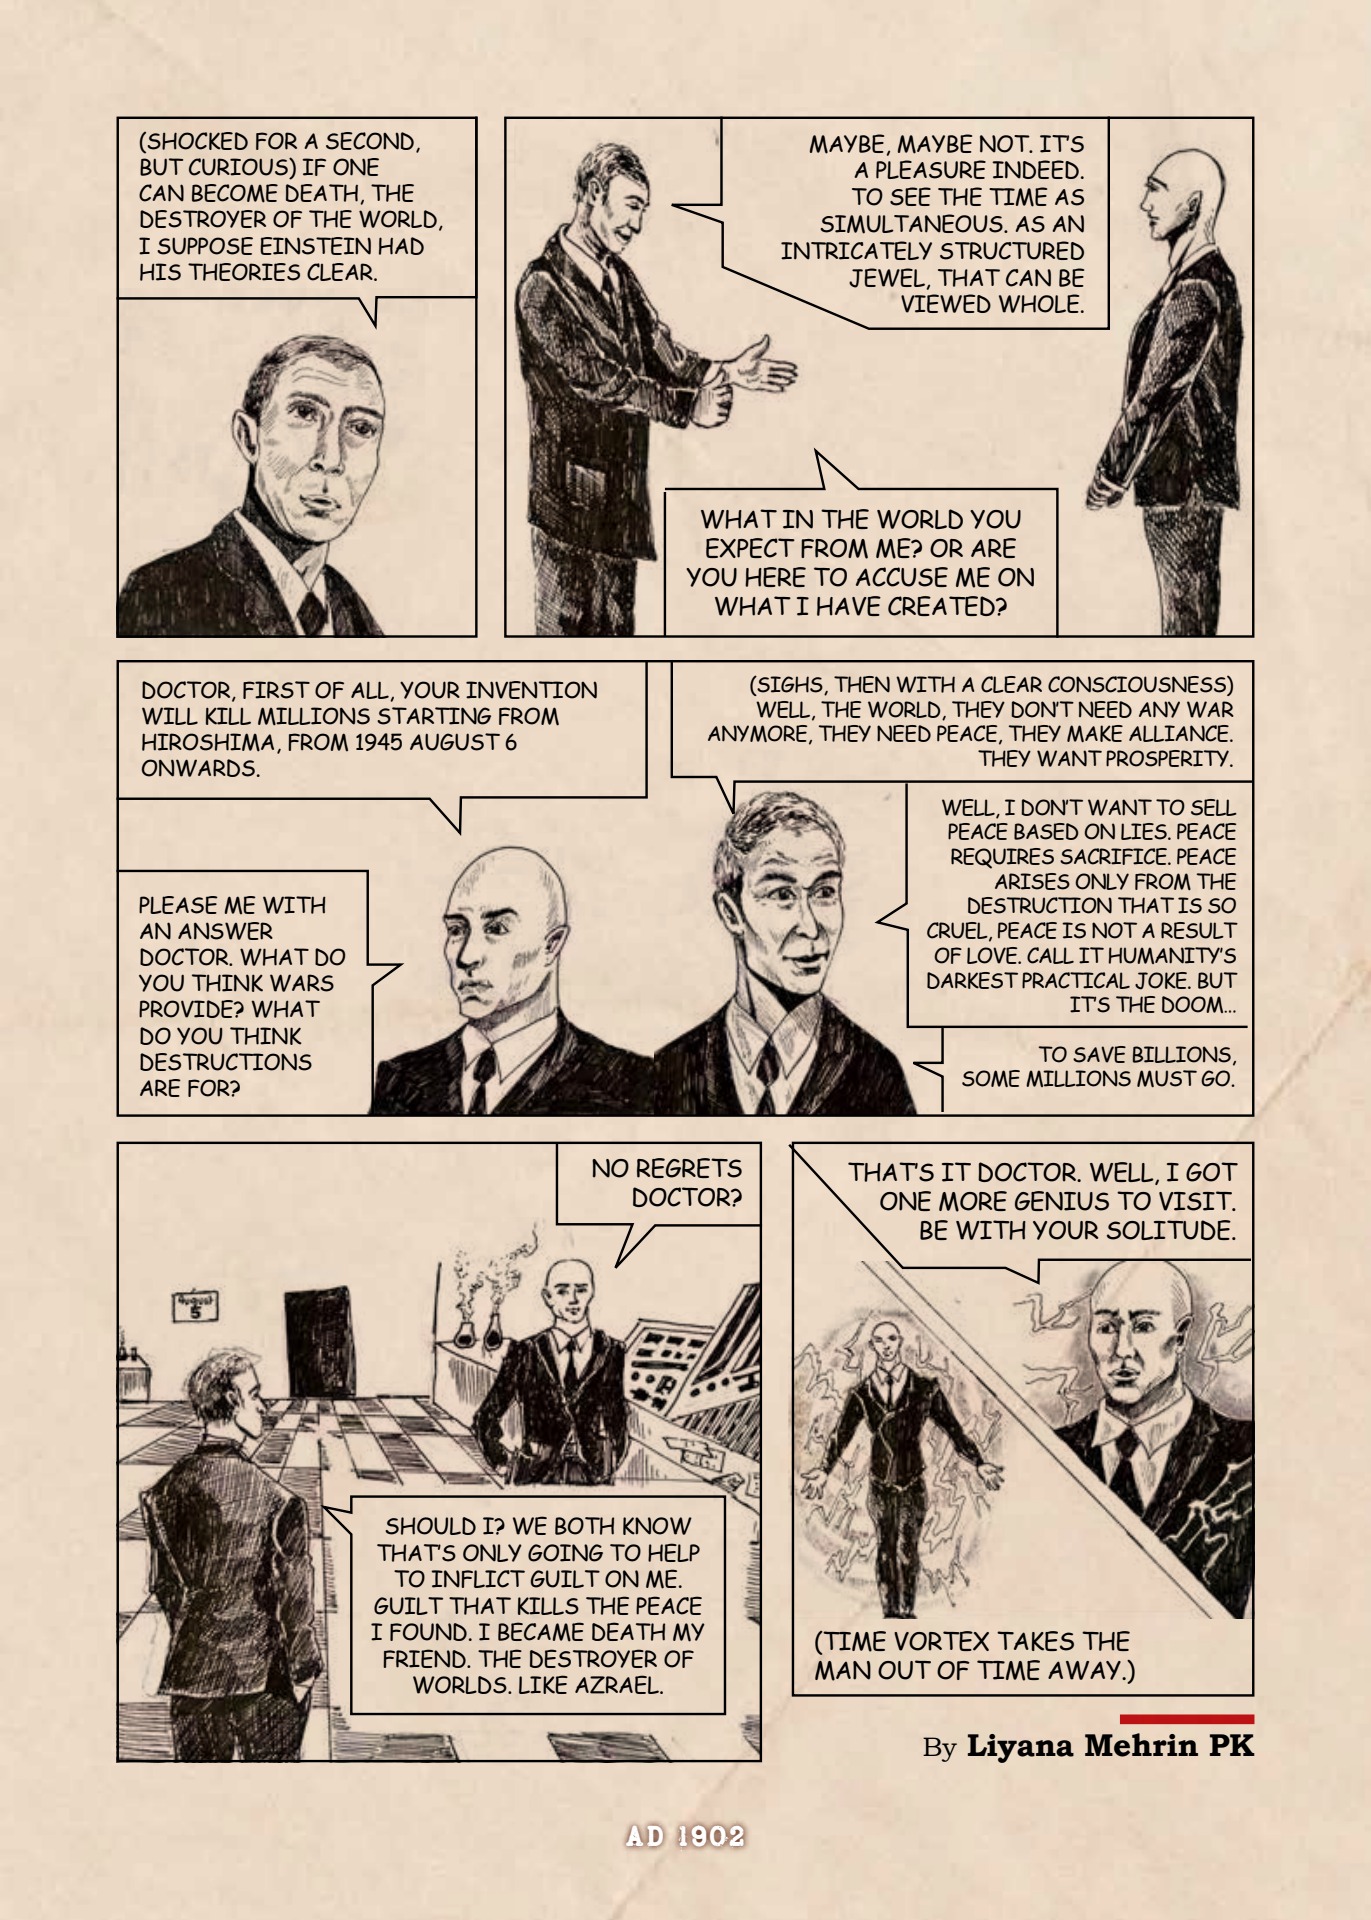 (SHOCKED FOR A SECOND,
BUT CURIOUS) IF ONE
CAN BECOME DEATH, THE
DESTROYER OF THE WORLD,
I SUPPOSE EINSTEIN HAD
HIS THEORIES CLEAR.
MAYBE, MAYBE NOT. IT'S
A PLEASURE INDEED.
TO SEE THE TIME AS
SIMULTANEOUS. AS AN
INTRICATELY STRUCTURED
JEWEL, THAT CAN BE
VIEWED WHOLE.
WHAT IN THE WORLD YOU
EXPECT FROM ME? OR ARE
YOU HERE TO ACCUSE ME ON
WHAT I HAVE CREATED?
DOCTOR, FIRST OF ALL, YOUR INVENTION
WILL KILL MILLIONS STARTING FROM
HIROSHIMA, FROM 1945 AUGUST 6
ONWARDS.
PLEASE ME WITH
AN ANSWER
DOCTOR. WHAT DO
YOU THINK WARS
PROVIDE? WHAT
DO YOU THINK
DESTRUCTIONS
ARE FOR?
(SIGHS, THEN WITH A CLEAR CONSCIOUSNESS)
WELL, THE WORLD, THEY DON'T NEED ANY WAR
ANYMORE, THEY NEED PEACE, THEY MAKE ALLIANCE.
THEY WANT PROSPERITY.
WELL, I DON'T WANT TO SELL
PEACE BASED ON LIES. PEACE
REQUIRES SACRIFICE. PEACE
ARISES ONLY FROM THE
DESTRUCTION THAT IS SO
CRUEL, PEACE IS NOT A RESULT
OF LOVE. CALL IT HUMANITY'S
DARKEST PRACTICAL JOKE. BUT
IT'S THE DOOM...
TO SAVE BILLIONS,
SOME MILLIONS MUST GO.
NO REGRETS
DOCTOR?
August
5
SHOULD I? WE BOTH KNOW
THAT'S ONLY GOING TO HELP
TO INFLICT GUILT ON ME.
GUILT THAT KILLS THE PEACE
I FOUND. I BECAME DEATH MY
FRIEND. THE DESTROYER OF
WORLDS. LIKE AZRAEL.
THAT'S IT DOCTOR. WELL, I GOT
ONE MORE GENIUS TO VISIT.
BE WITH YOUR SOLITUDE.
(TIME VORTEX TAKES THE
MAN OUT OF TIME AWAY.)
By Liyana Mehrin PK
AD 1902